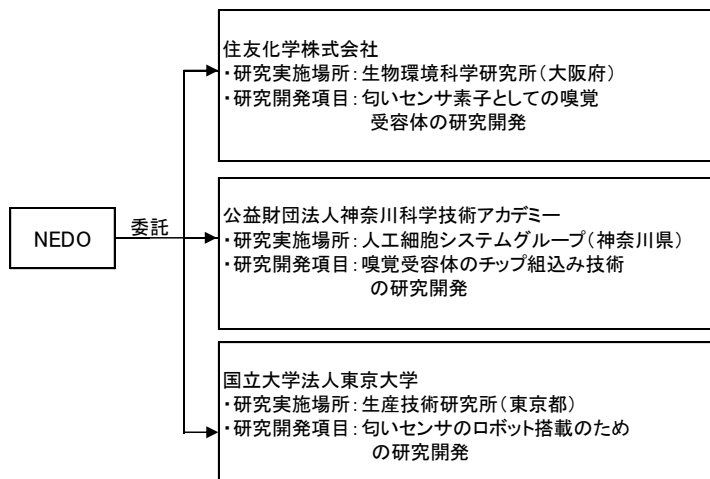 住友化学株式会社
・研究実施場所：生物環境科学研究所（大阪府）
・研究開発項目：匂いセンサ素子としての嗅覚
受容体の研究開発
NEDO
委託
公益財団法人神奈川科学技術アカデミー
・研究実施場所：人工細胞システムグループ（神奈川県）
・研究開発項目：嗅覚受容体のチップ組込み技術
の研究開発
国立大学法人東京大学
・研究実施場所：生産技術研究所（東京都）
・研究開発項目：匂いセンサのロボット搭載のため
の研究開発